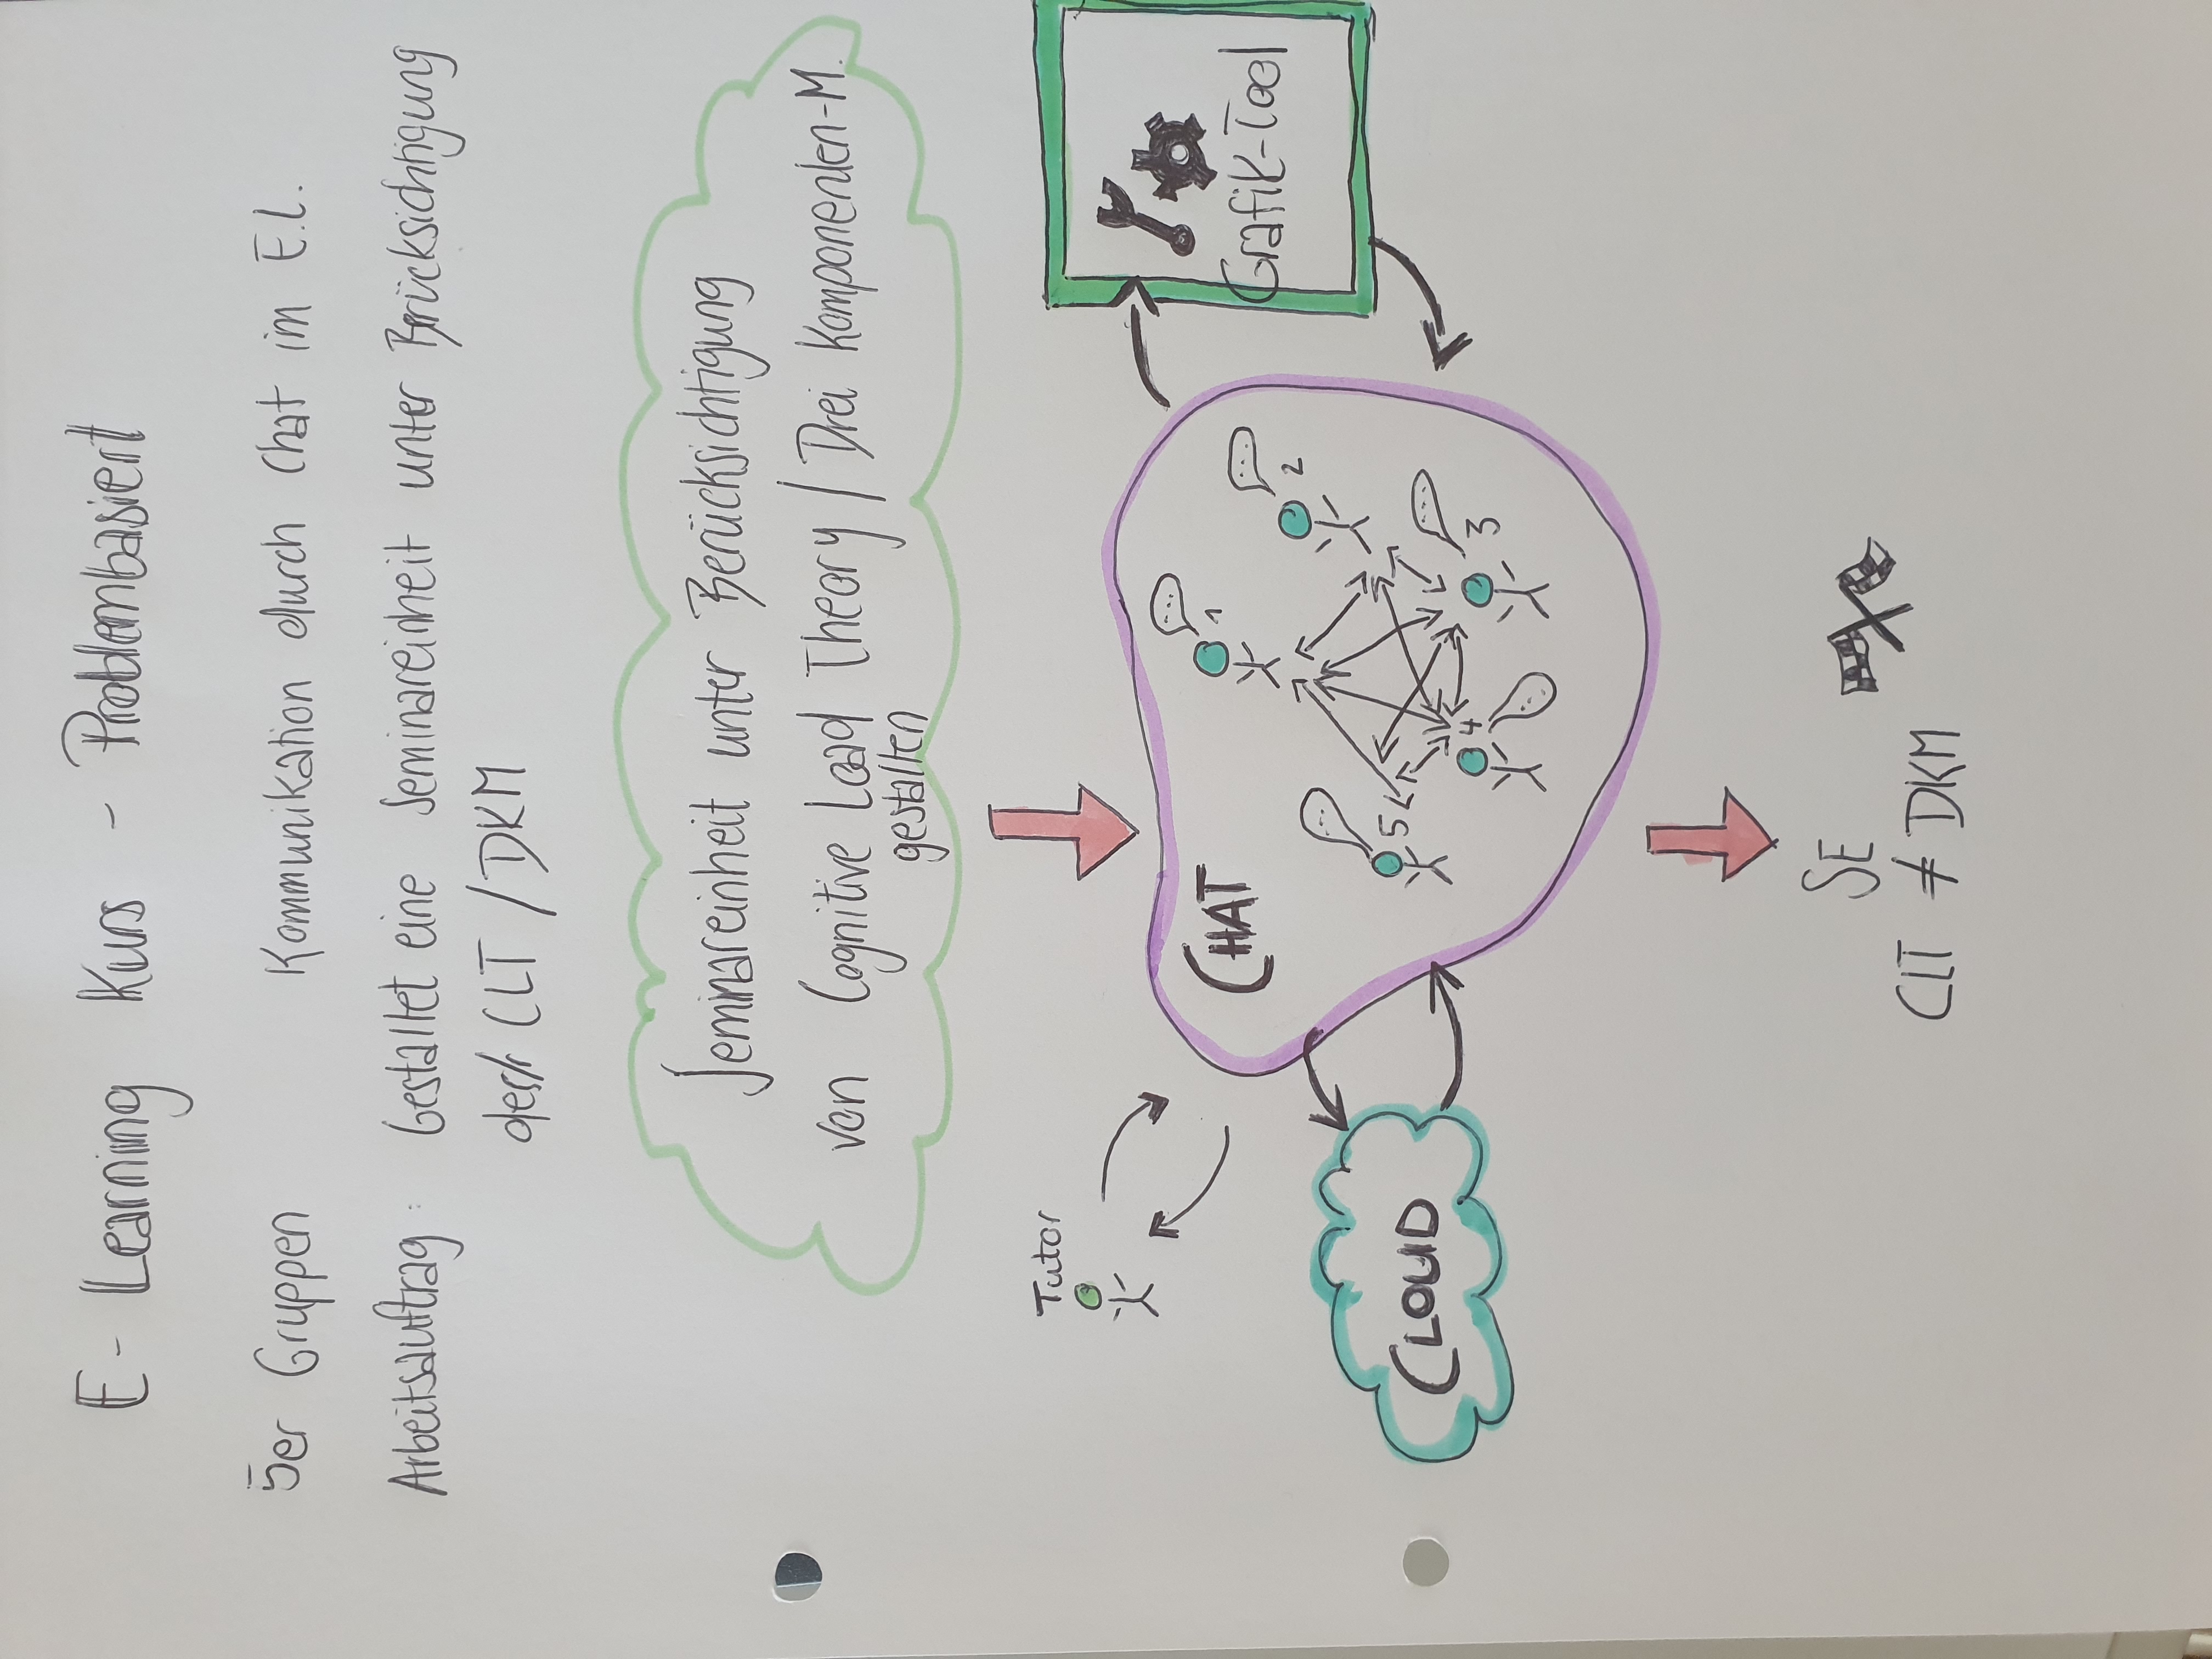 E-Learning Kurs - Problembasiert
5er Gruppen Kommunikation durch Chat im E.L.
Arbeitsauftrag: Gestaltet eine Seminareinheit unter Berücksichtigung
des/r CLT / DKM
Seminareinheit unter Berücksichtigung
von Cognitive Load Theory / Drei Komponenten-M.
gestalten
Tutor
CHAT
1
2
5
4
3
Grafik-Tool
CLOUD
SE
CLT ≠ DKM